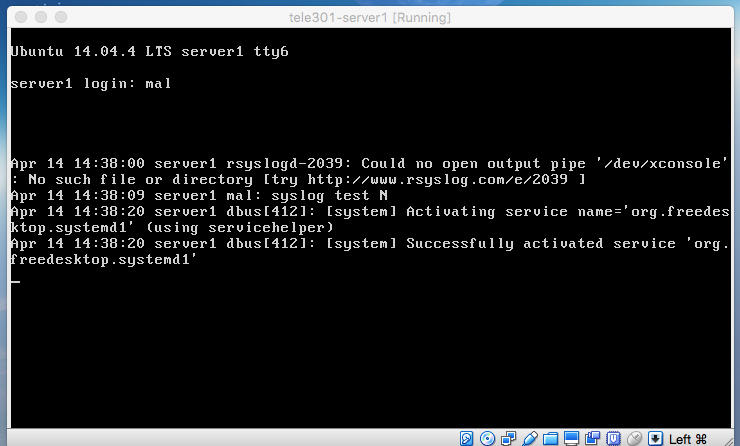 tele301-server1 [Running]
Ubuntu 14.04.4 LTS server1 tty6
server1 login: mal
Apr 14 14:38:00 server1 rsyslogd-2039: Could no open output pipe '/dev/xconsole'
: No such file or directory [try http://www.rsyslog.com/e/2039 ]
Apr 14 14:38:09 server1 mal: syslog test N
Apr 14 14:38:20 server1 dbus[412]: [system] Activating service name='org.freedes
ktop.systemd1' (using servicehelper)
Apr 14 14:38:20 server1 dbus[412]: [system] Successfully activated service 'org.
freedesktop.systemd1'
Left ⌘